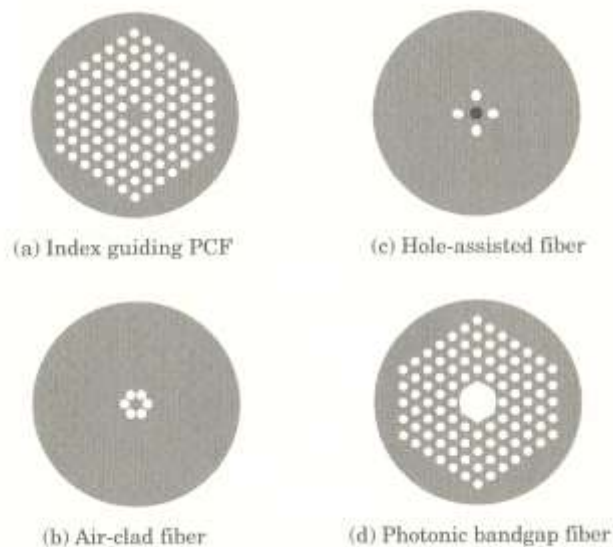 (a) Index guiding PCF
(c) Hole-assisted fiber
(b) Air-clad fiber
(d) Photonic bandgap fiber